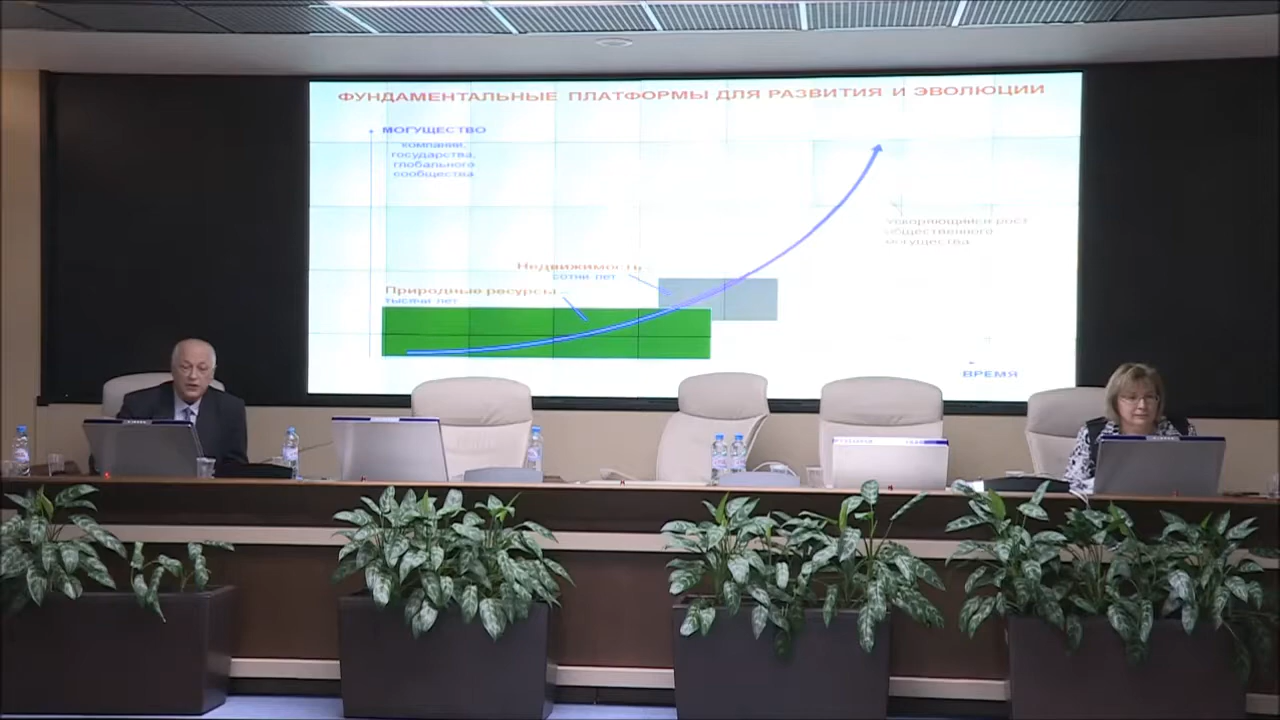 ФУНДАМЕНТАЛЬНЫЕ ПЛАТФОРМЫ ДЛЯ РАЗВИТИЯ И ЭВОЛЮЦИИ
МОГУЩЕСТВО
компании,
государства,
глобального
сообщества
Ускоряющийся рост
общественного
могущества
Недвижимость
сотни лет
Природные ресурсы
тысячи лет
ВРЕМЯ